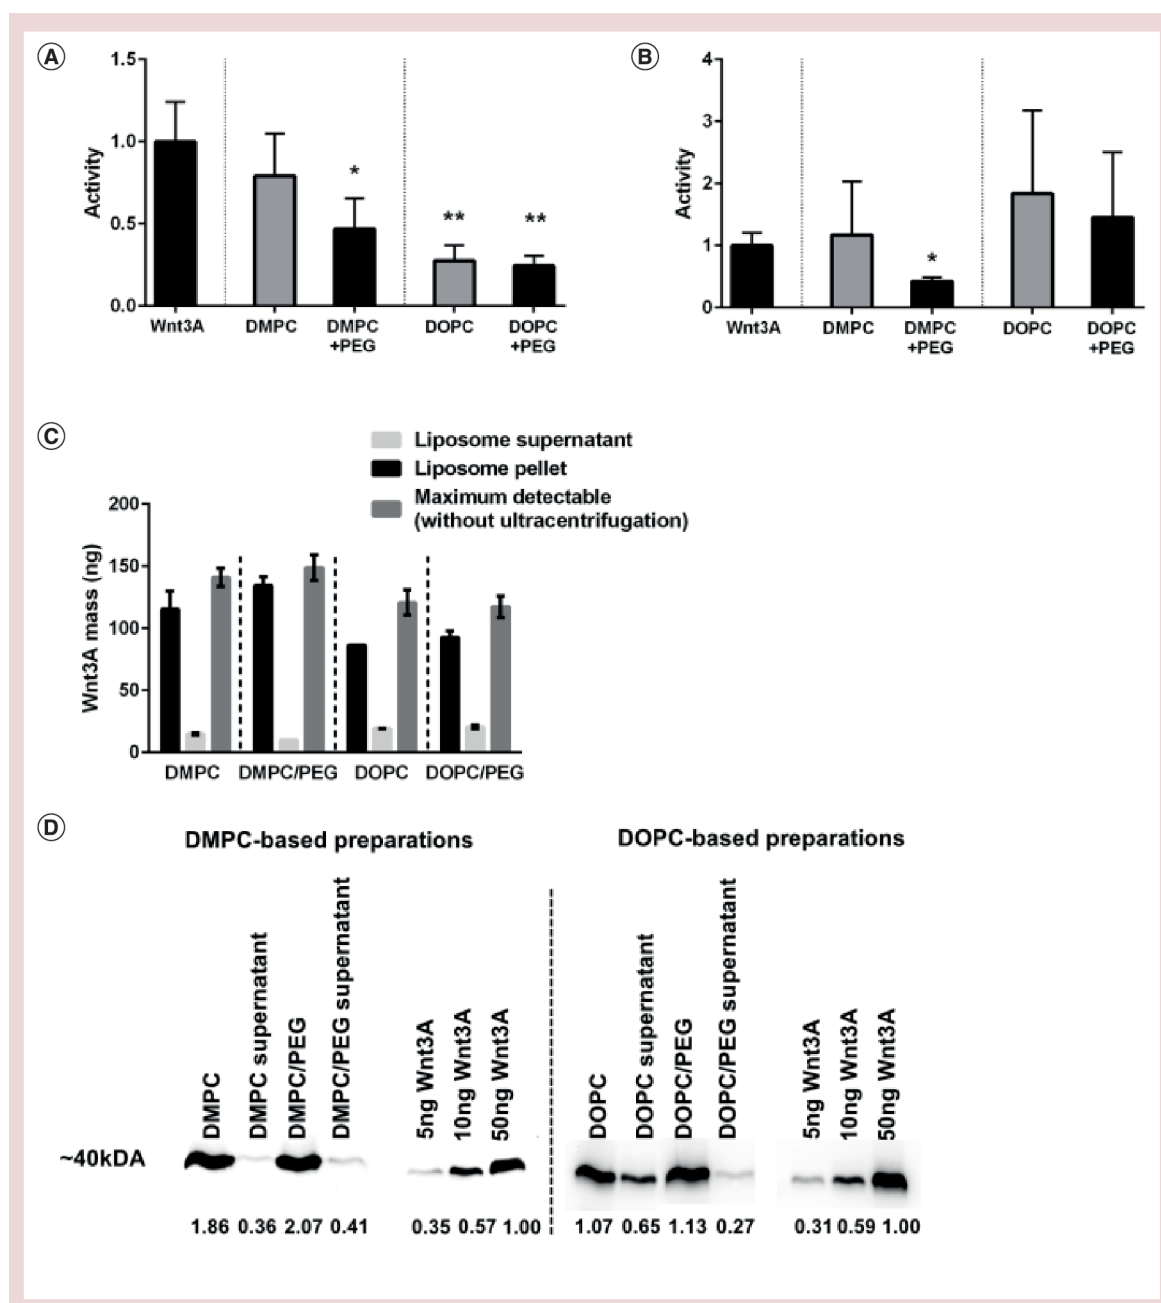 A
Activity
1.5
1.0
0.5
0.0
*
**
**
Wnt3A
DMPC
DMPC
+PEG
DOPC
DOPC
+PEG
B
Activity
4
3
2
1
0
*
Wnt3A
DMPC
DMPC
+PEG
DOPC
DOPC
+PEG
C
Liposome supernatant
Liposome pellet
Maximum detectable
(without ultracentrifugation)
Wnt3A mass (ng)
200
150
100
50
0
DMPC
DMPC/PEG
DOPC
DOPC/PEG
D
DMPC-based preparations
DMPC
DMPC supernatant
DMPC/PEG
DMPC/PEG supernatant
5ng Wnt3A
10ng Wnt3A
50ng Wnt3A
~40kDA
1.86 0.36 2.07 0.41 0.35 0.57 1.00
DOPC-based preparations
DOPC
DOPC supernatant
DOPC/PEG
DOPC/PEG supernatant
5ng Wnt3A
10ng Wnt3A
50ng Wnt3A
1.07 0.65 1.13 0.27 0.31 0.59 1.00